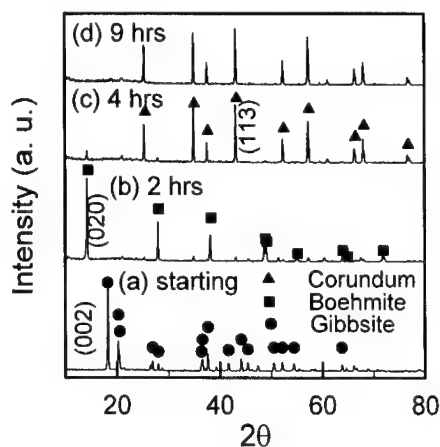 (d) 9 hrs
(c) 4 hrs
(113)
(b) 2 hrs
(020)
(a) starting
(002)
Corundum
Boehmite
Gibbsite
Intensity (a. u.)
20 40 60 80
2θ